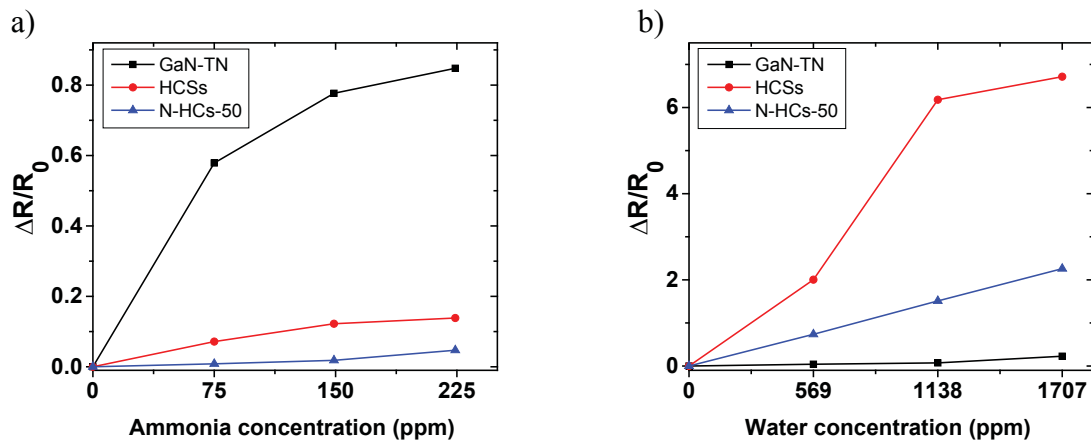 a)
GaN-TN
HCSs
N-HCs-50
0.8
0.6
0.4
0.2
0.0
ΔR/R0
0
75
150
225
Ammonia concentration (ppm)
b)
GaN-TN
HCSs
N-HCs-50
6
4
2
0
ΔR/R0
0
569
1138
1707
Water concentration (ppm)